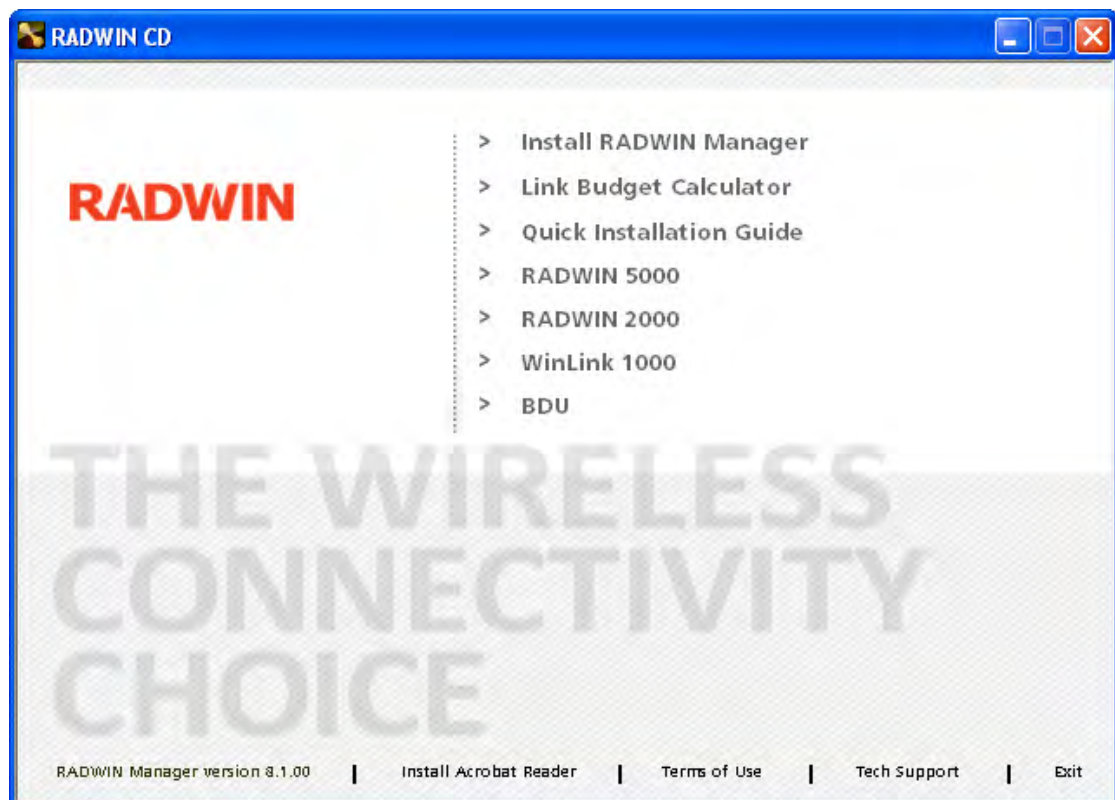 RADWIN CD
RADWIN
> Install RADWIN Manager
> Link Budget Calculator
> Quick Installation Guide
> RADWIN 5000
> RADWIN 2000
> WinLink 1000
> BDU
THE WIRELESS
CONNECTIVITY
CHOICE
RADWIN Manager version 8.1.00 | Install Acrobat Reader | Terms of Use | Tech Support | Exit